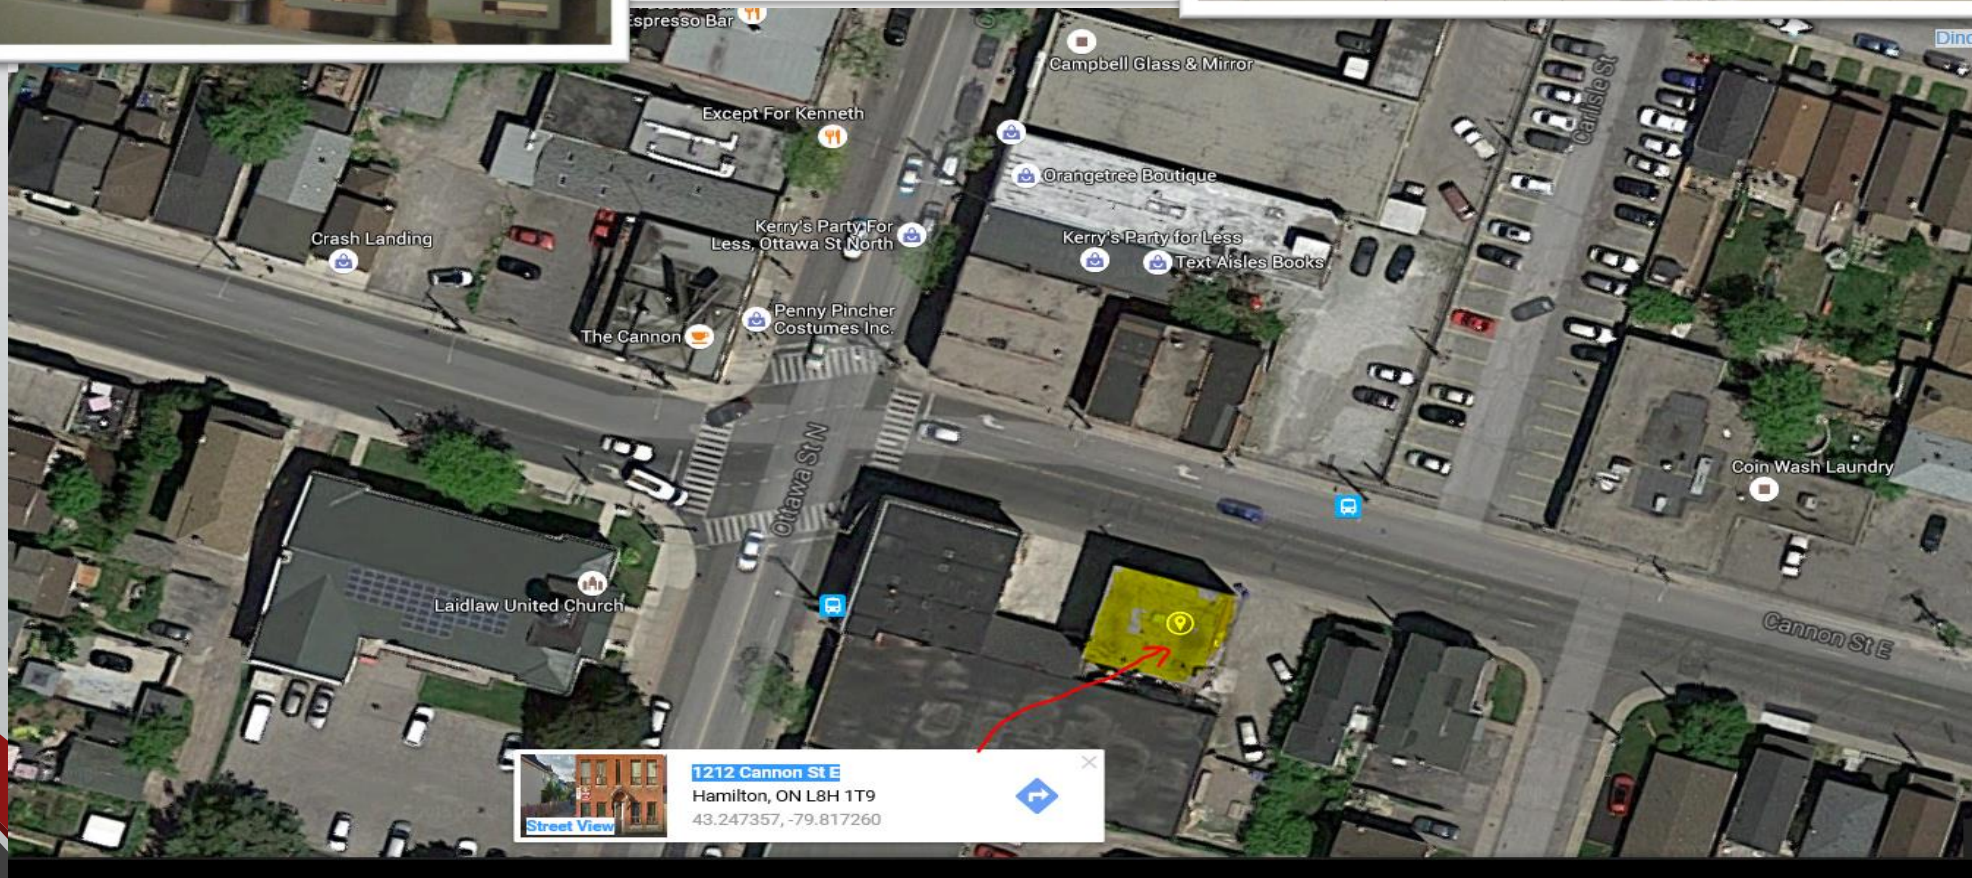 Espresso Bar
Campbell Glass & Mirror
Carlisle St
Except For Kenneth
Orangetree Boutique
Kerry's Party For
Less, Ottawa St North
Crash Landing
Kerry's Party for Less
Text Aisles Books
Penny Pincher
Costumes Inc.
The Cannon
Ottawa St N
Coin Wash Laundry
Laidlaw United Church
Cannon St E
1212 Cannon St E
Hamilton, ON L8H 1T9
43.247357, -79.817260
Street View